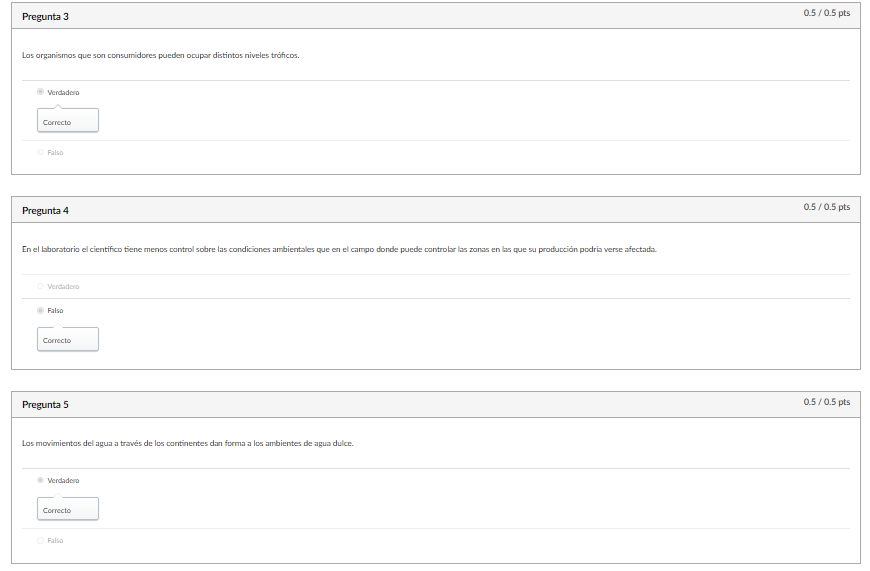 Pregunta 3
0.5 / 0.5 pts
Los organismos que son consumidores pueden ocupar distintos niveles tróficos.
Verdadero
Correcto
Falso
Pregunta 4
0.5 / 0.5 pts
En el laboratorio el científico tiene menos control sobre las condiciones ambientales que en el campo donde puede controlar las zonas en las que su producción podría verse afectada.
Verdadero
Falso
Correcto
Pregunta 5
0.5 / 0.5 pts
Los movimientos del agua a través de los continentes dan forma a los ambientes de agua dulce.
Verdadero
Correcto
Falso